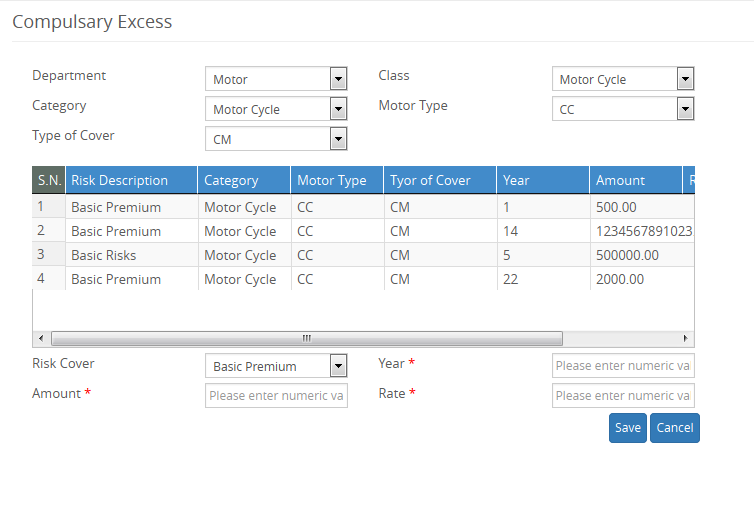 Compulsary Excess
Department Motor Class Motor Cycle
Category Motor Cycle Motor Type CC
Type of Cover CM
S.N. Risk Description Category Motor Type Tyor of Cover Year Amount
1 Basic Premium Motor Cycle CC CM 1 500.00
2 Basic Premium Motor Cycle CC CM 14 1234567891023
3 Basic Risks Motor Cycle CC CM 5 500000.00
4 Basic Premium Motor Cycle CC CM 22 2000.00
Risk Cover Basic Premium Year * Please enter numeric va
Amount * Please enter numeric va Rate * Please enter numeric va
Save Cancel